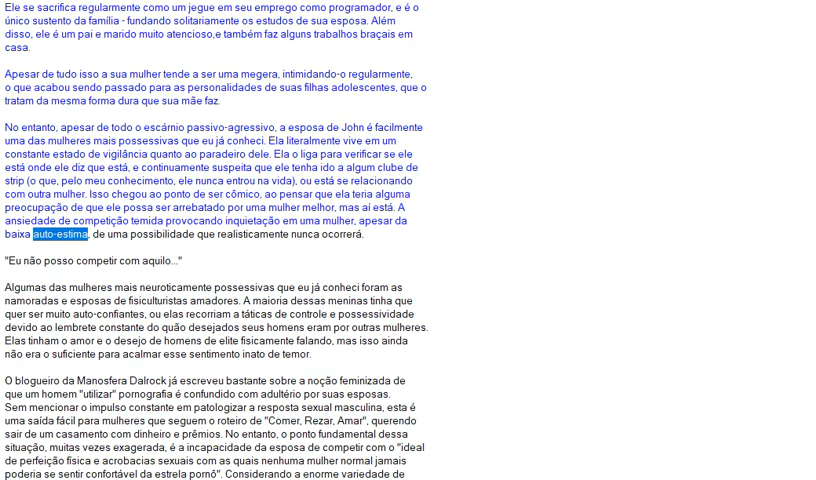 Ele se sacrifica regularmente como um jegue em seu emprego como programador, e é o
único sustento da família - fundando solitariamente os estudos de sua esposa. Além
disso, ele é um pai e marido muito atencioso,e também faz alguns trabalhos braçais em
casa.
Apesar de tudo isso a sua mulher tende a ser uma megera, intimidando-o regularmente,
o que acabou sendo passado para as personalidades de suas filhas adolescentes, que o
tratam da mesma forma dura que sua mãe faz.
No entanto, apesar de todo o escárnio passivo-agressivo, a esposa de John é facilmente
uma das mulheres mais possessivas que eu já conheci. Ela literalmente vive em um
constante estado de vigilância quanto ao paradeiro dele. Ela o liga para verificar se ele
está onde ele diz que está, e continuamente suspeita que ele tenha ido a algum clube de
strip (o que, pelo meu conhecimento, ele nunca entrou na vida), ou está se relacionando
com outra mulher. Isso chegou ao ponto de ser cômico, ao pensar que ela teria alguma
preocupação de que ele possa ser arrebatado por uma mulher melhor, mas aí está. A
ansiedade de competição temida provocando inquietação em uma mulher, apesar da
baixa auto-estima, de uma possibilidade que realisticamente nunca ocorrerá.
"Eu não posso competir com aquilo..."
Algumas das mulheres mais neuroticamente possessivas que eu já conheci foram as
namoradas e esposas de fisiculturistas amadores. A maioria dessas meninas tinha que
quer ser muito auto-confiantes, ou elas recorriam a táticas de controle e possessividade
devido ao lembrete constante do quão desejados seus homens eram por outras mulheres.
Elas tinham o amor e o desejo de homens de elite fisicamente falando, mas isso ainda
não era o suficiente para acalmar esse sentimento inato de temor.
O blogueiro da Manosfera Dalrock já escreveu bastante sobre a noção feminizada de
que um homem "utilizar" pornografia é confundido com adultério por suas esposas.
Sem mencionar o impulso constante em patologizar a resposta sexual masculina, esta é
uma saída fácil para mulheres que seguem o roteiro de "Comer, Rezar, Amar", querendo
sair de um casamento com dinheiro e prêmios. No entanto, o ponto fundamental dessa
situação, muitas vezes exagerada, é a incapacidade da esposa de competir com o "ideal
de perfeição física e acrobacias sexuais com as quais nenhuma mulher normal jamais
poderia se sentir confortável da estrela pornô". Considerando a enorme variedade de